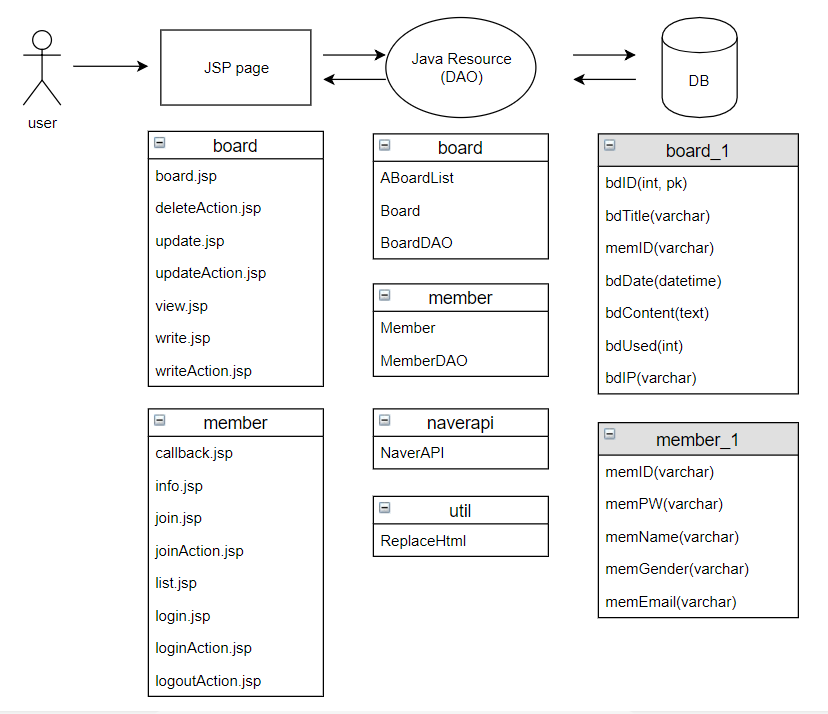 user
JSP page
Java Resource
(DAO)
DB
board
board.jsp
deleteAction.jsp
update.jsp
updateAction.jsp
view.jsp
write.jsp
writeAction.jsp
member
callback.jsp
info.jsp
join.jsp
joinAction.jsp
list.jsp
login.jsp
loginAction.jsp
logoutAction.jsp
board
ABoardList
Board
BoardDAO
member
Member
MemberDAO
naverapi
NaverAPI
util
ReplaceHtml
board_1
bdID(int, pk)
bdTitle(varchar)
memID(varchar)
bdDate(datetime)
bdContent(text)
bdUsed(int)
bdIP(varchar)
member_1
memID(varchar)
memPW(varchar)
memName(varchar)
memGender(varchar)
memEmail(varchar)